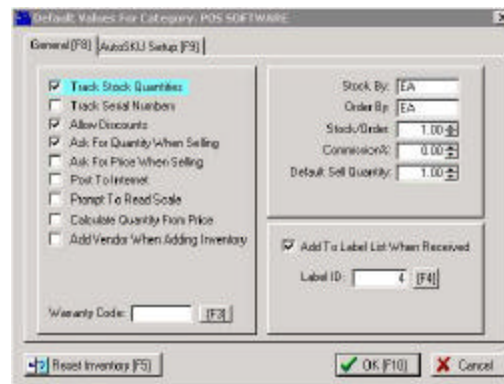 Default Values For Category: POS SOFTWARE
General [F8] AutoSKU Setup [F9]
Track Stock Quantities
Track Serial Numbers
Allow Discounts
Ask For Quantity When Selling
Ask For Price When Selling
Post To Internet
Prompt To Read Scale
Calculate Quantity From Price
Add Vendor When Adding Inventory
Warranty Code: [F3]
Stock By: EA
Order By: EA
Stock/Order: 1.00
Commission%: 0.00
Default Sell Quantity: 1.00
Add To Label List When Received
Label ID: 4 [F4]
Reset Inventory [F5] OK [F10] Cancel